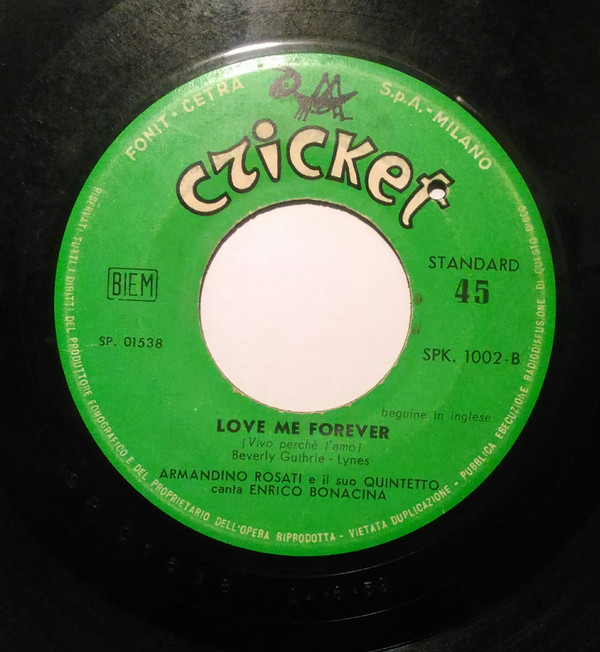 FONIT - CETRA S.p.A. - MILANO
cricket
BIEM
STANDARD
45
SP. 01538
SPK. 1002-B
beguine in inglese
LOVE ME FOREVER
(Vivo perchè l'amo)
Beverly Guthrie - Lynes
ARMANDINO ROSATI e il suo QUINTETTO
canta ENRICO BONACINA
RISERVATI TUTTI I DIRITTI DEL PRODUTTORE FONOGRAFICO E DEL PROPRIETARIO DELL'OPERA RIPRODOTTA - VIETATA DUPLICAZIONE - PUBBLICA ESECUZIONE RADIODIFFUSIONE DI QUESTO DISCO